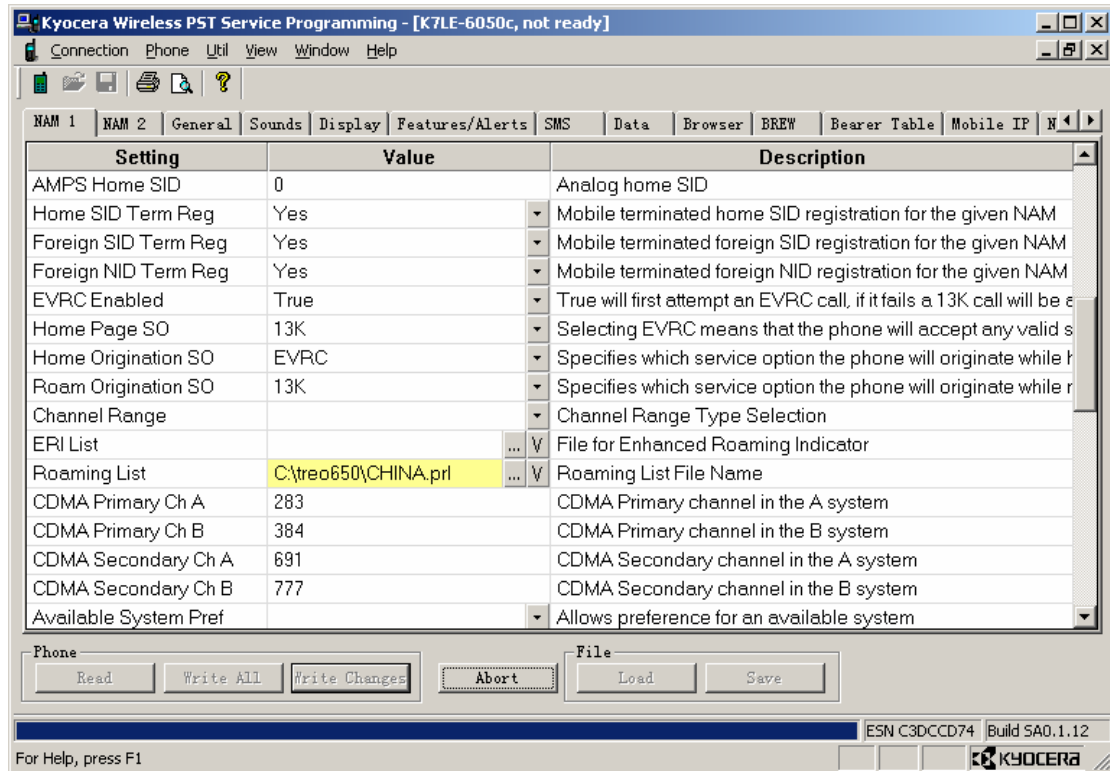 Kyocera Wireless PST Service Programming - [K7LE-6050c, not ready]
Connection Phone Util View Window Help
NAM 1 NAM 2 General Sounds Display Features/Alerts SMS Data Browser BREW Bearer Table Mobile IP N
Setting Value Description
AMPS Home SID 0 Analog home SID
Home SID Term Reg Yes Mobile terminated home SID registration for the given NAM
Foreign SID Term Reg Yes Mobile terminated foreign SID registration for the given NAM
Foreign NID Term Reg Yes Mobile terminated foreign NID registration for the given NAM
EVRC Enabled True True will first attempt an EVRC call, if it fails a 13K call will be a
Home Page SO 13K Selecting EVRC means that the phone will accept any valid s
Home Origination SO EVRC Specifies which service option the phone will originate while h
Roam Origination SO 13K Specifies which service option the phone will originate while r
Channel Range Channel Range Type Selection
ERI List ... V File for Enhanced Roaming Indicator
Roaming List C:\treo650\CHINA.prl ... V Roaming List File Name
CDMA Primary Ch A 283 CDMA Primary channel in the A system
CDMA Primary Ch B 384 CDMA Primary channel in the B system
CDMA Secondary Ch A 691 CDMA Secondary channel in the A system
CDMA Secondary Ch B 777 CDMA Secondary channel in the B system
Available System Pref Allows preference for an available system
Phone File
Read Write All Write Changes Abort Load Save
ESN C3DCCD74 Build SA0.1.12
For Help, press F1 KYOCERA